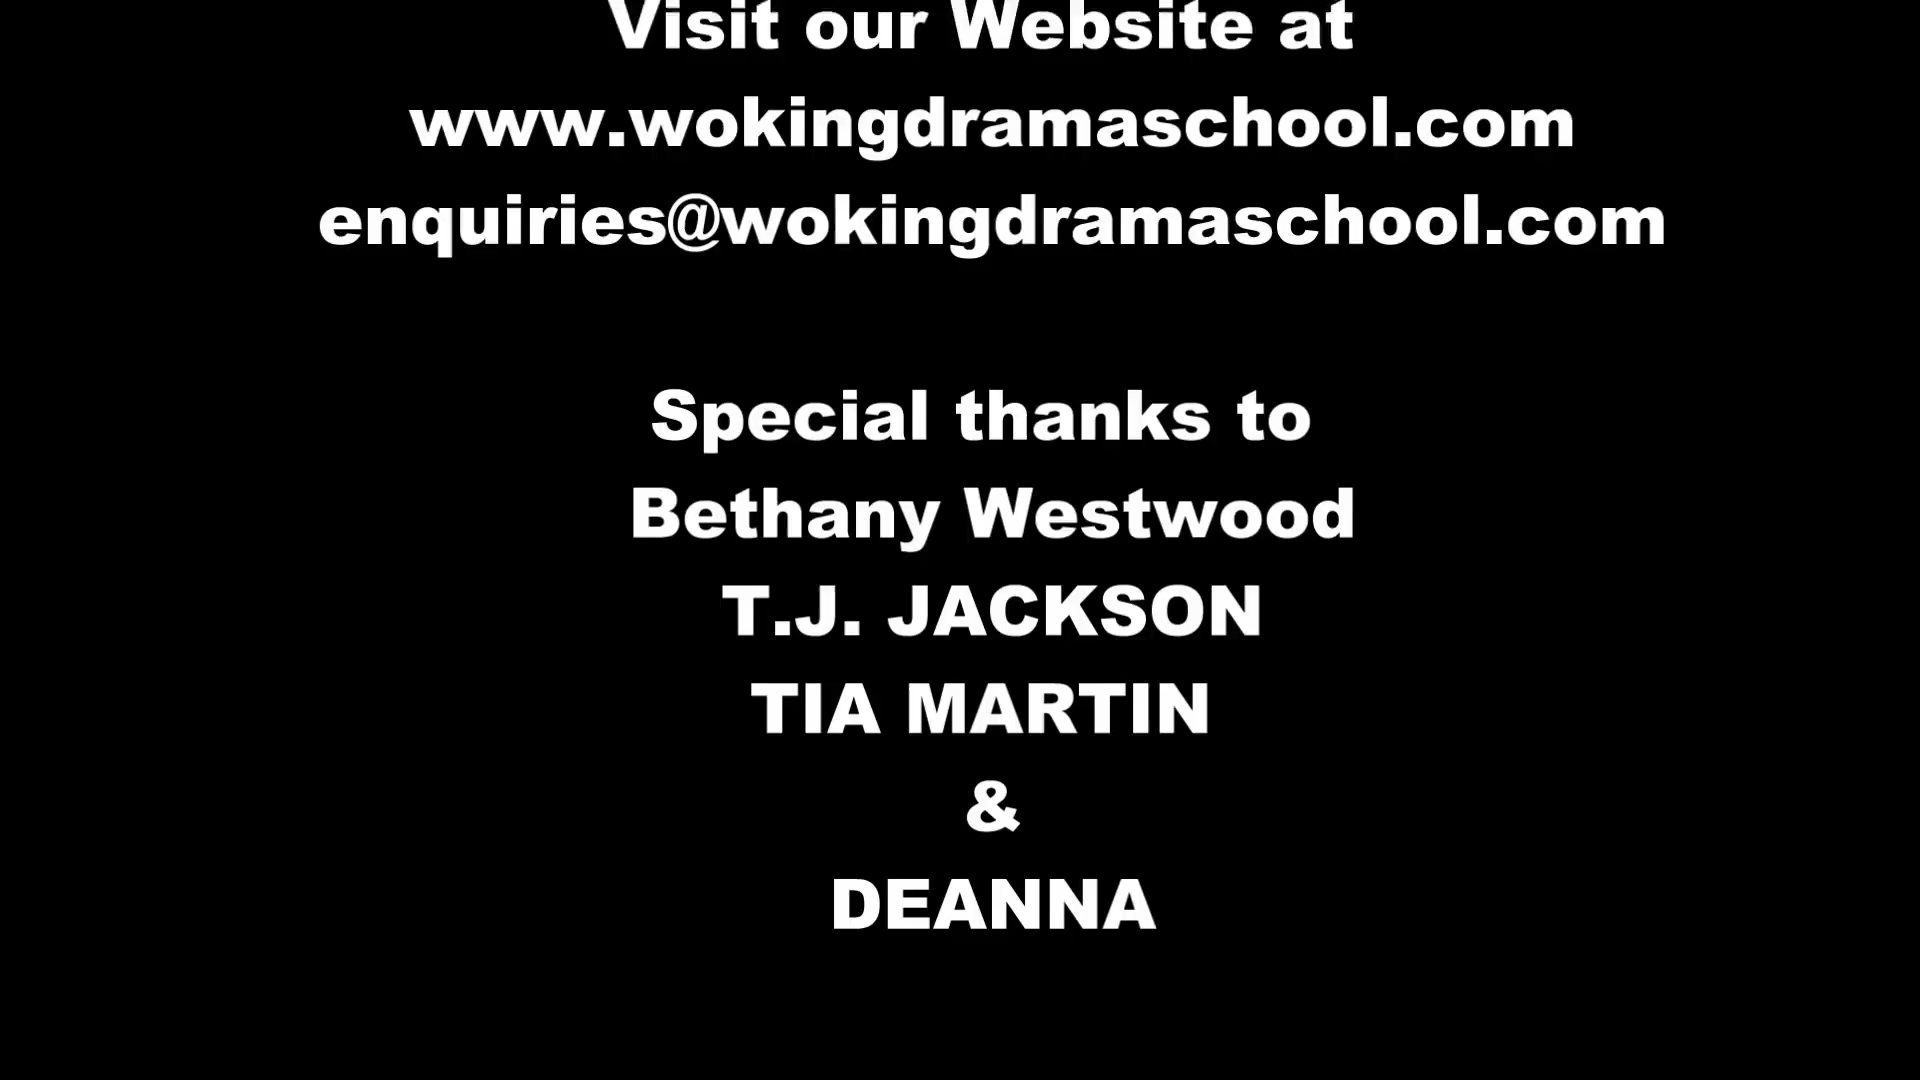 Visit our Website at
www.wokingdramaschool.com
enquiries@wokingdramaschool.com
Special thanks to
Bethany Westwood
T.J. JACKSON
TIA MARTIN
&
DEANNA